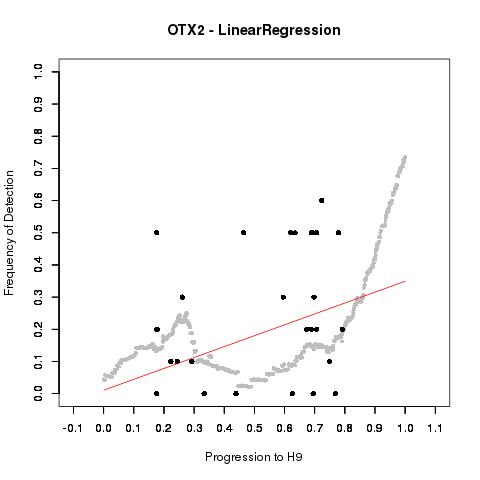 OTX2 - LinearRegression
Frequency of Detection
1.0
0.9
0.8
0.7
0.6
0.5
0.4
0.3
0.2
0.1
0.0
-0.1 0.0 0.1 0.2 0.3 0.4 0.5 0.6 0.7 0.8 0.9 1.0 1.1
Progression to H9